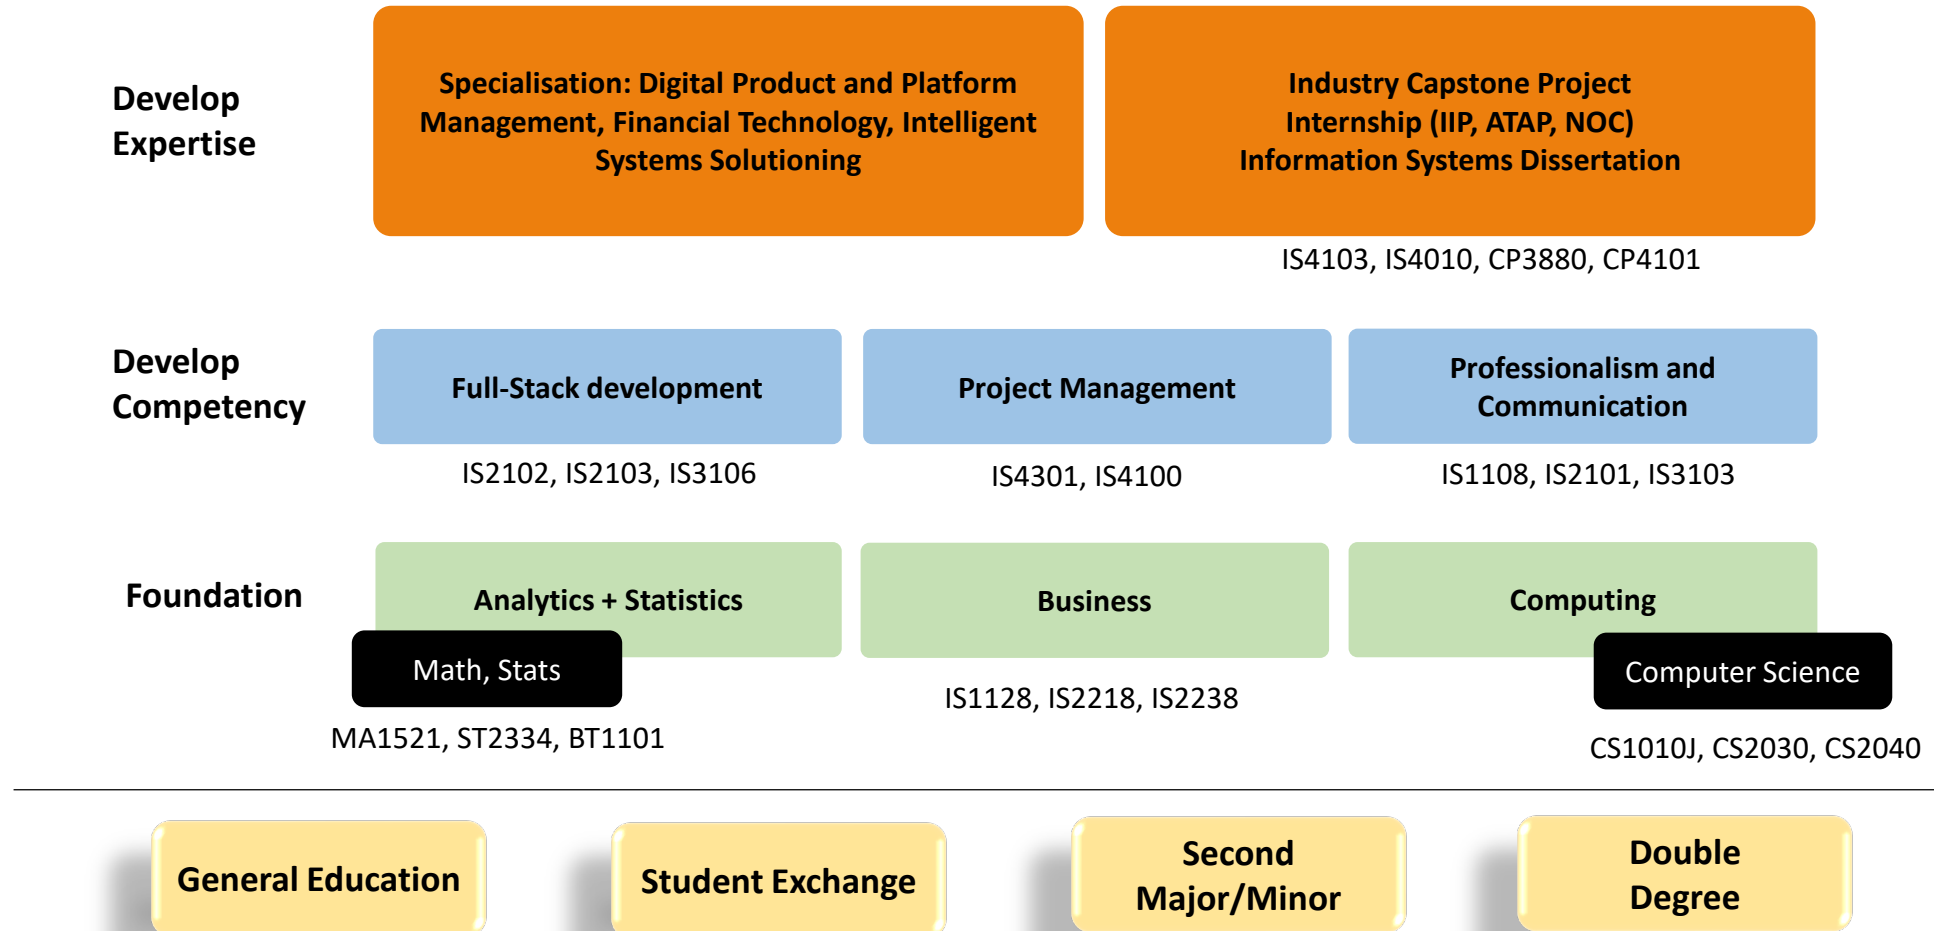 Develop
Expertise
Specialisation: Digital Product and Platform
Management, Financial Technology, Intelligent
Systems Solutioning
Industry Capstone Project
Internship (IIP, ATAP, NOC)
Information Systems Dissertation
IS4103, IS4010, CP3880, CP4101
Develop
Competency
Full-Stack development
Project Management
Professionalism and
Communication
IS2102, IS2103, IS3106
IS4301, IS4100
IS1108, IS2101, IS3103
Foundation
Analytics + Statistics
Business
Computing
Math, Stats
Computer Science
MA1521, ST2334, BT1101
IS1128, IS2218, IS2238
CS1010J, CS2030, CS2040
General Education
Student Exchange
Second
Major/Minor
Double
Degree